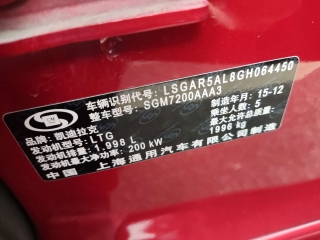 车辆识别代号: LSGAR5AL8GH064450
整车型号: SGM7200AAA3
品牌: 凯迪拉克 制造年月: 15-12
发动机型号: LTG 乘坐人数: 5
发动机排量: 1.998 L 最大允许总质量:
发动机最大净功率: 200 kW 1996 kg
中国 上海通用汽车有限公司制造